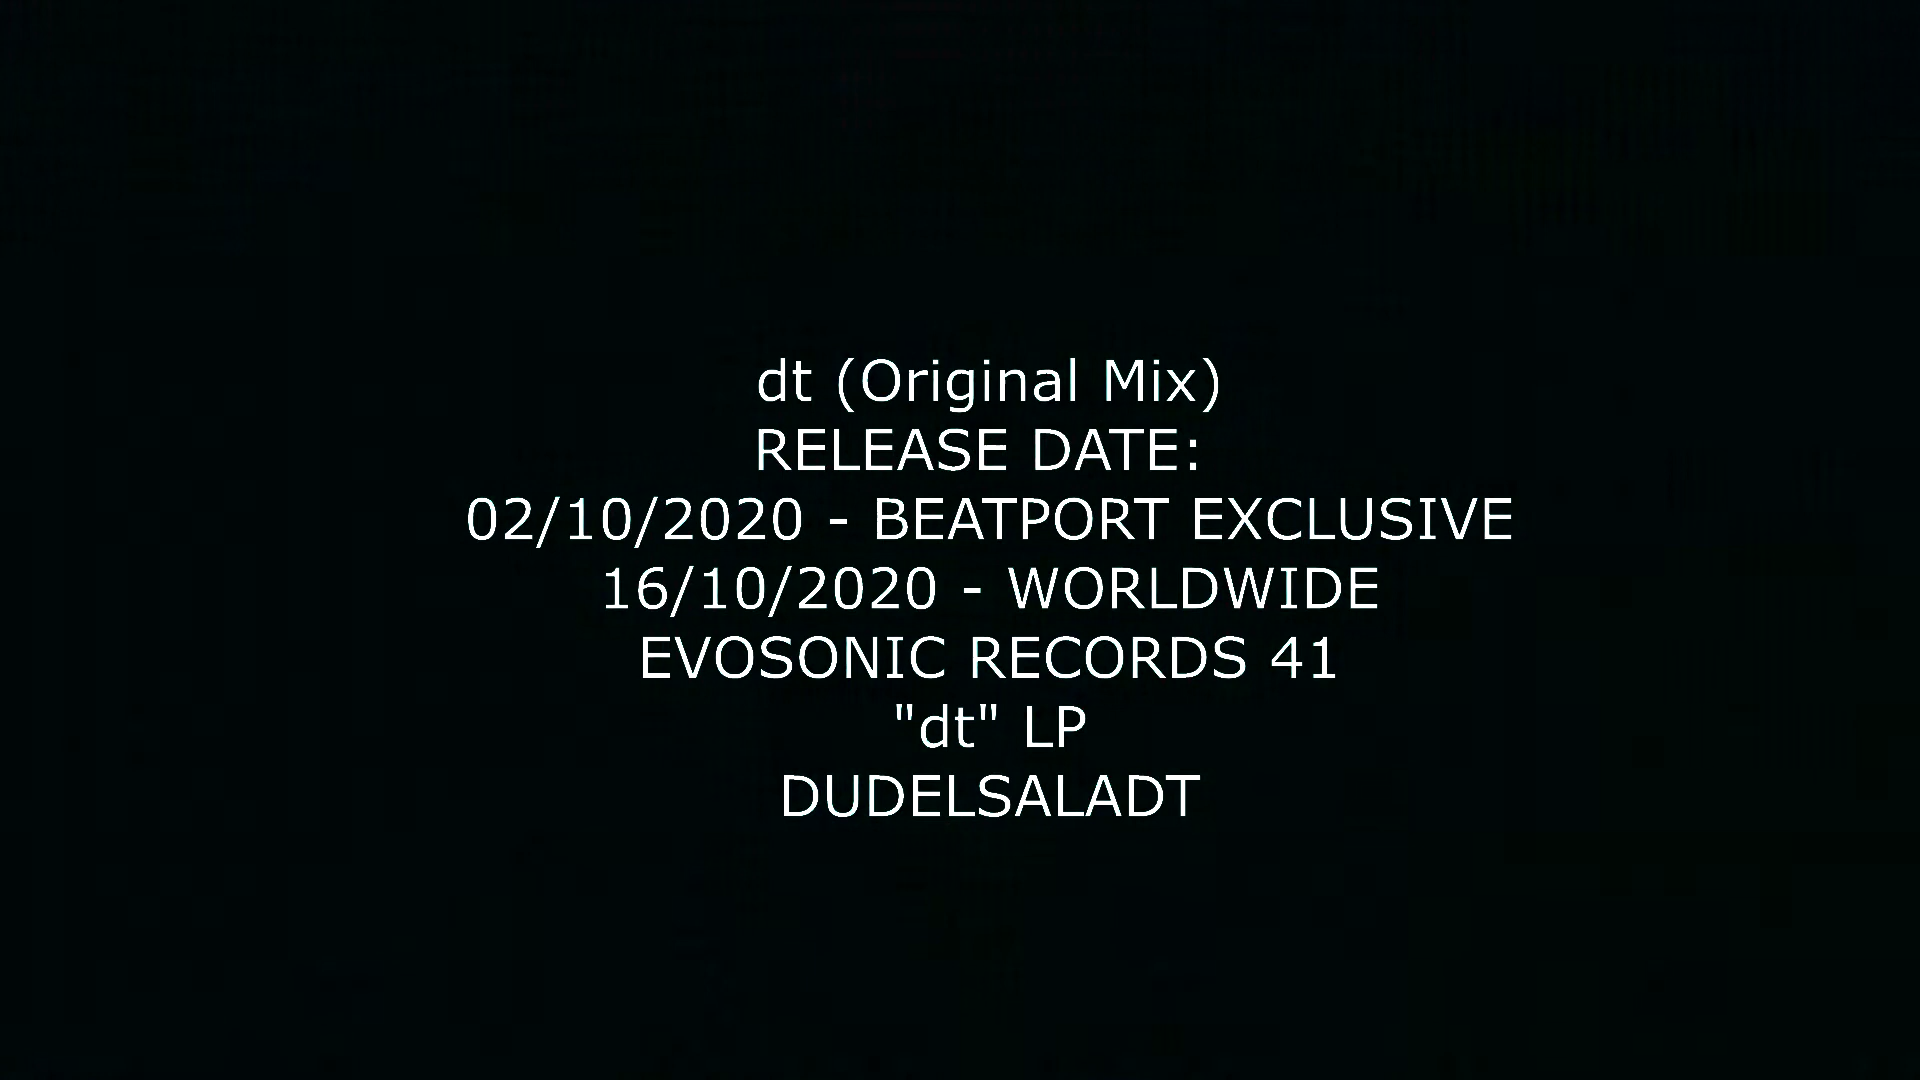 dt (Original Mix)
RELEASE DATE:
02/10/2020 - BEATPORT EXCLUSIVE
16/10/2020 - WORLDWIDE
EVOSONIC RECORDS 41
"dt" LP
DUDELSALADT